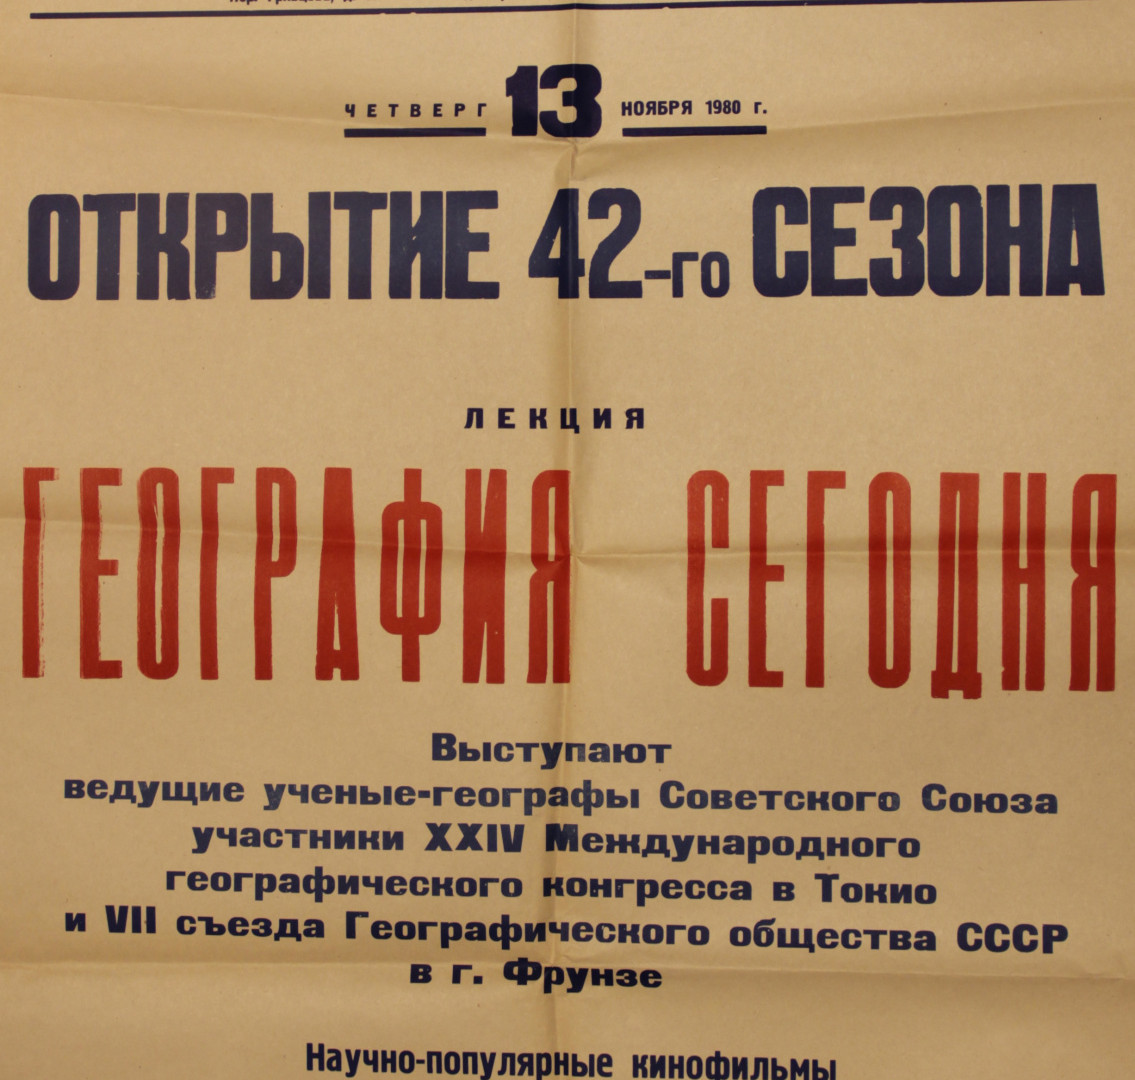 ЧЕТВЕРГ 13 НОЯБРЯ 1980 г.
ОТКРЫТИЕ 42-го СЕЗОНА
ЛЕКЦИЯ
ГЕОГРАФИЯ СЕГОДНЯ
Выступают
ведущие ученые-географы Советского Союза
участники XXIV Международного
географического конгресса в Токио
и VII съезда Географического общества СССР
в г. Фрунзе
Научно-популярные кинофильмы